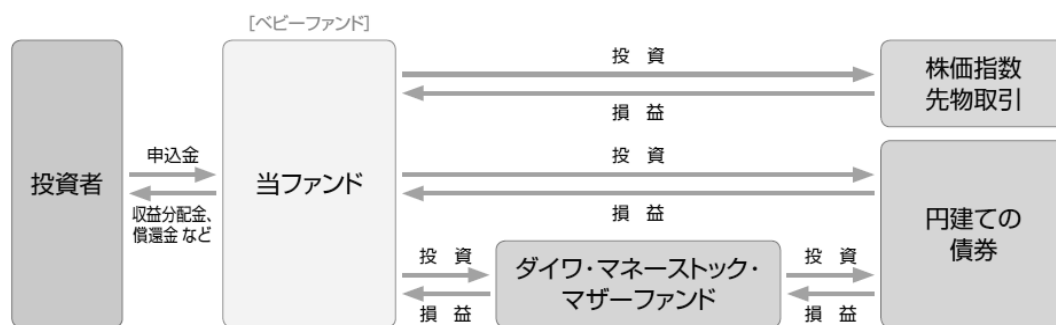 [ベビーファンド]
投資者
申込金
収益分配金、
償還金 など
当ファンド
投 資
損 益
株価指数
先物取引
投 資
損 益
円建ての
債券
投 資
損 益
ダイワ・マネーストック・
マザーファンド
投 資
損 益